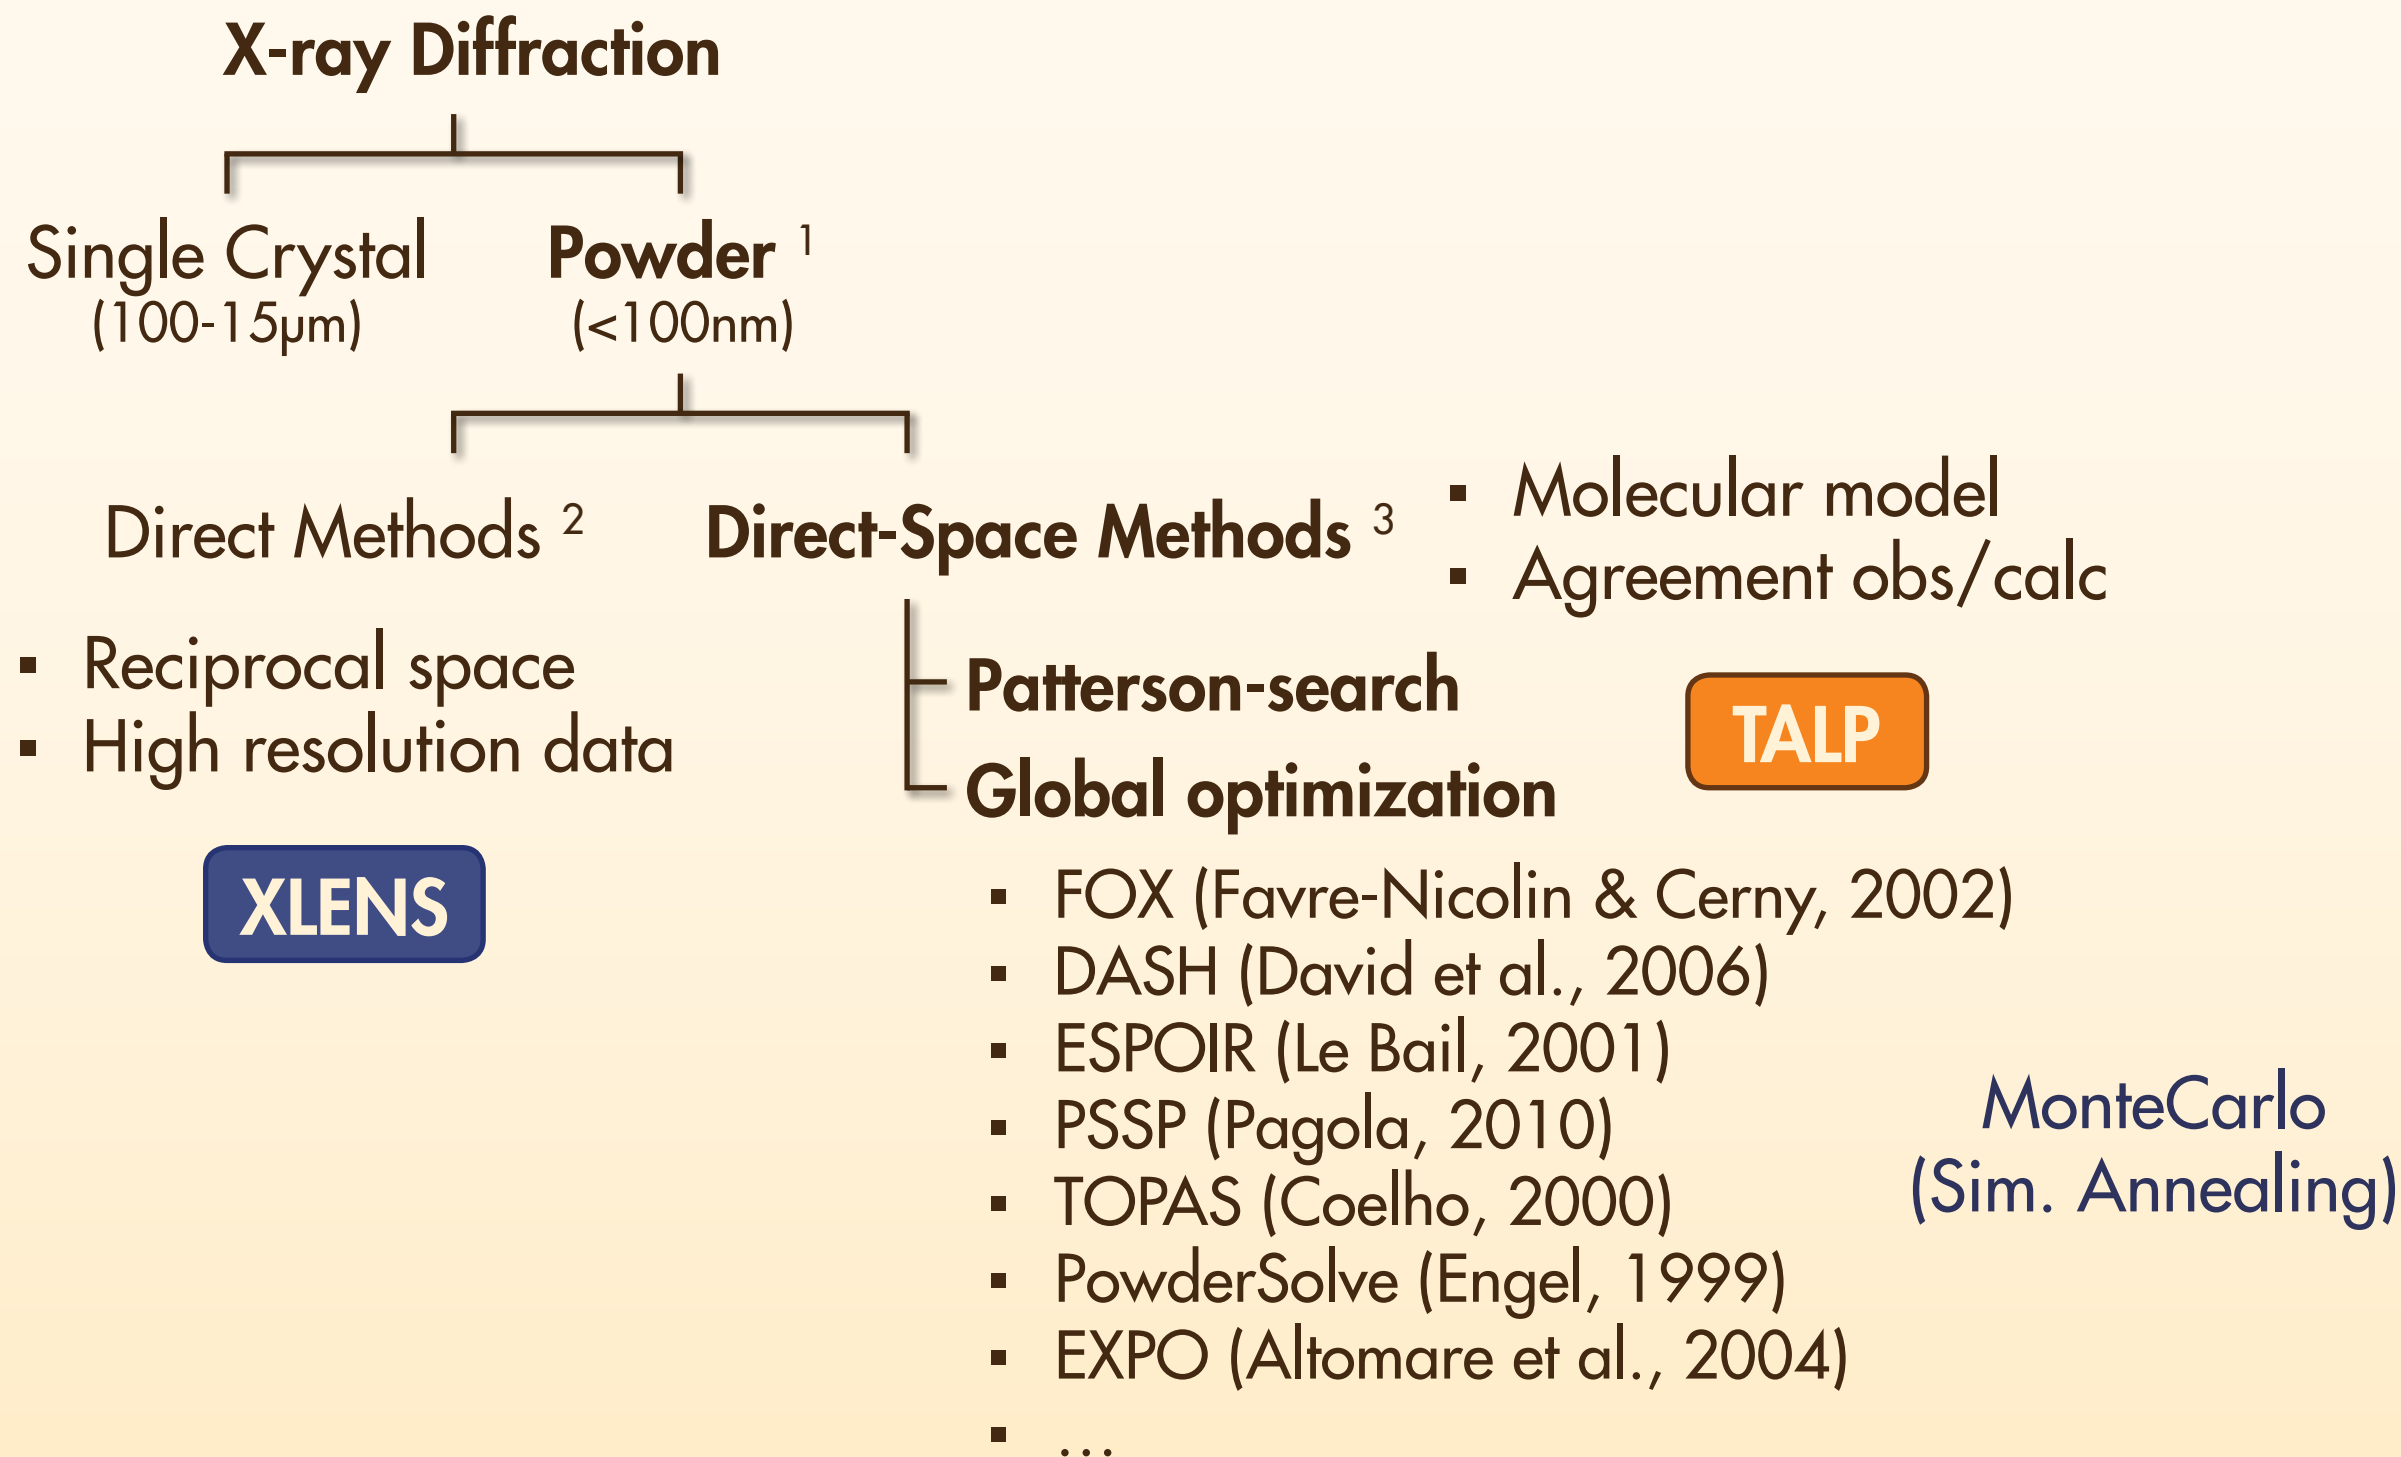 X-ray Diffraction
Single Crystal
(100-15µm)
Powder 1
(<100nm)
Direct Methods 2
▪ Reciprocal space
▪ High resolution data
XLENS
Direct-Space Methods 3
▪ Molecular model
▪ Agreement obs/calc
TALP
Patterson-search
Global optimization
▪ FOX (Favre-Nicolin & Cerny, 2002)
▪ DASH (David et al., 2006)
▪ ESPOIR (Le Bail, 2001)
▪ PSSP (Pagola, 2010)
▪ TOPAS (Coelho, 2000)
▪ PowderSolve (Engel, 1999)
▪ EXPO (Altomare et al., 2004)
▪ ...
MonteCarlo
(Sim. Annealing)